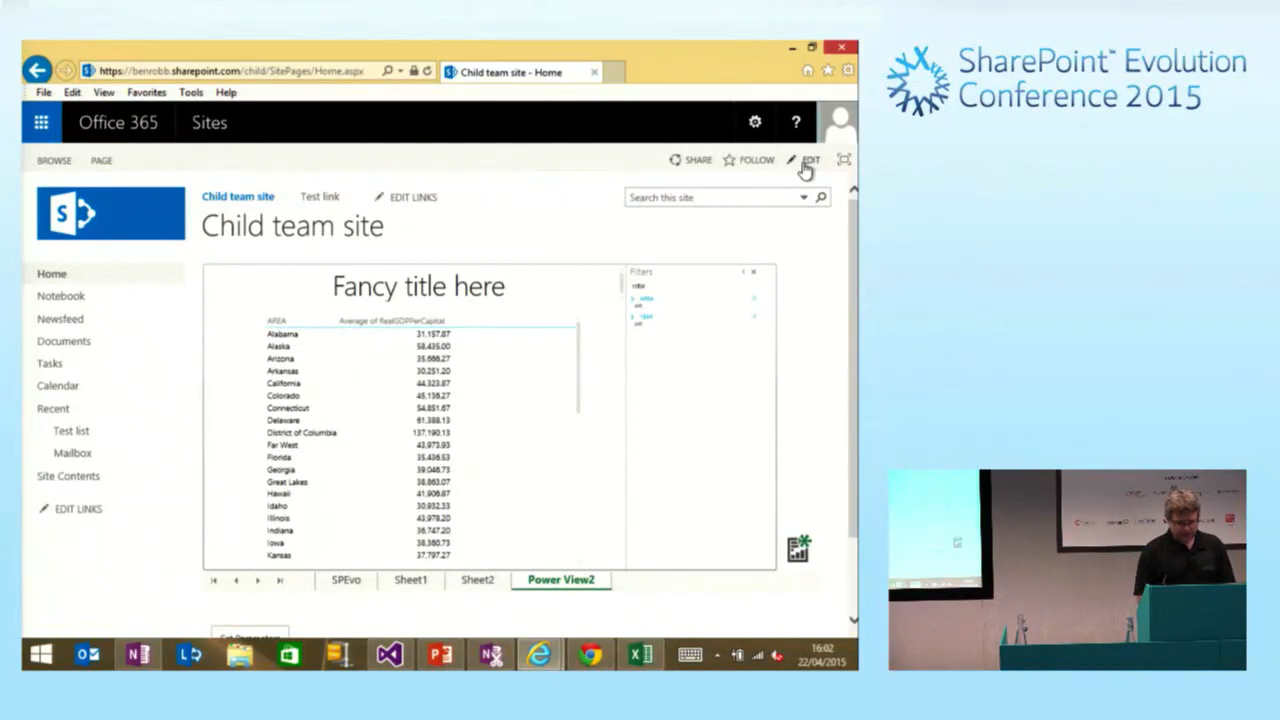 SharePoint™ Evolution
Conference 2015
https://benrobb.sharepoint.com/child/SitePages/Home.aspx
Child team site - Home
File Edit View Favorites Tools Help
Office 365 Sites ?
BROWSE PAGE SHARE FOLLOW EDIT
Child team site Test link EDIT LINKS
Search this site
Child team site
S
Home
Notebook
Newsfeed
Documents
Tasks
Calendar
Recent
Test list
Mailbox
Site Contents
EDIT LINKS
Fancy title here
Filters
AREA Average of RealGDPPerCapital
Alabama 31,157.87
Alaska 58,435.00
Arizona 35,666.27
Arkansas 30,251.20
California 44,323.87
Colorado 45,136.27
Connecticut 54,851.67
Delaware 61,388.13
District of Columbia 137,190.13
Far West 43,973.93
Florida 35,436.53
Georgia 39,046.73
Great Lakes 38,863.07
Hawaii 41,906.87
Idaho 30,932.33
Illinois 43,978.20
Indiana 36,747.20
Iowa 38,360.73
Kansas 37,797.27
VIEW
AREA
YEAR
SPEvo Sheet1 Sheet2 Power View2
Get Parameters
16:02
22/04/2015